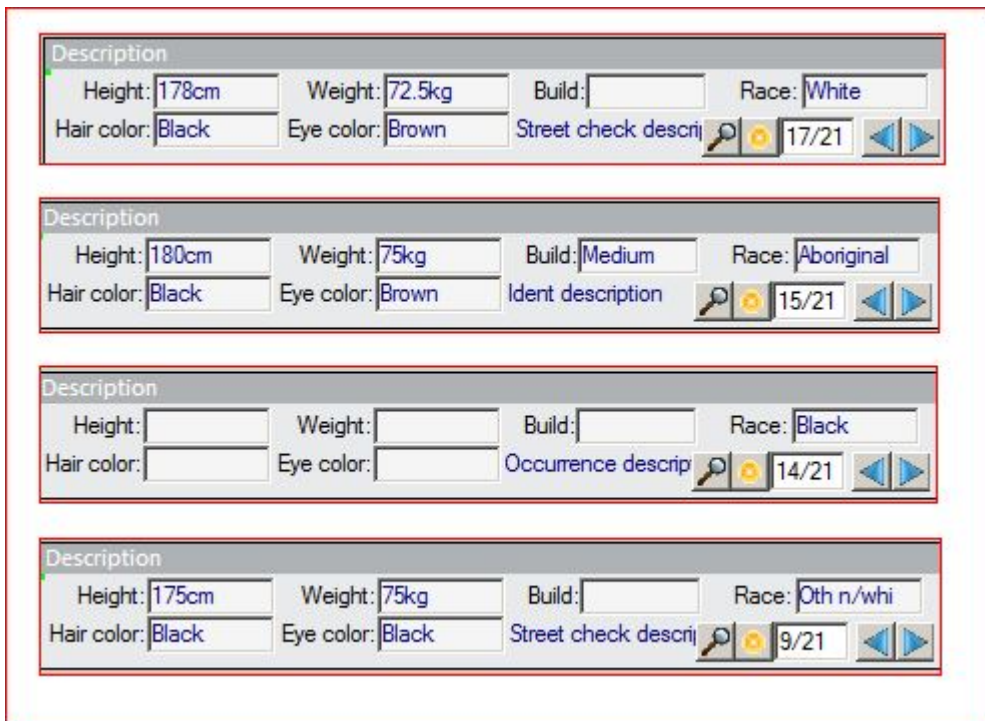 Description
Height: 178cm Weight: 72.5kg Build: Race: White
Hair color: Black Eye color: Brown Street check descrip 17/21
Description
Height: 180cm Weight: 75kg Build: Medium Race: Aboriginal
Hair color: Black Eye color: Brown Ident description 15/21
Description
Height: Weight: Build: Race: Black
Hair color: Eye color: Occurrence descript 14/21
Description
Height: 175cm Weight: 75kg Build: Race: Oth n/whi
Hair color: Black Eye color: Black Street check descrip 9/21